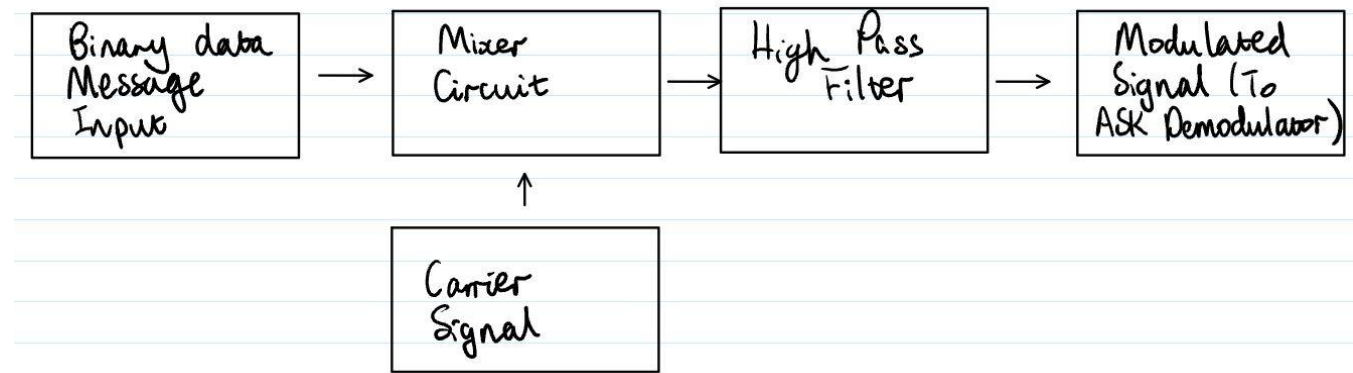 Binary data
Message
Input
Mixer
Circuit
High Pass
Filter
Modulated
Signal (To
ASK Demodulator)
Carrier
Signal